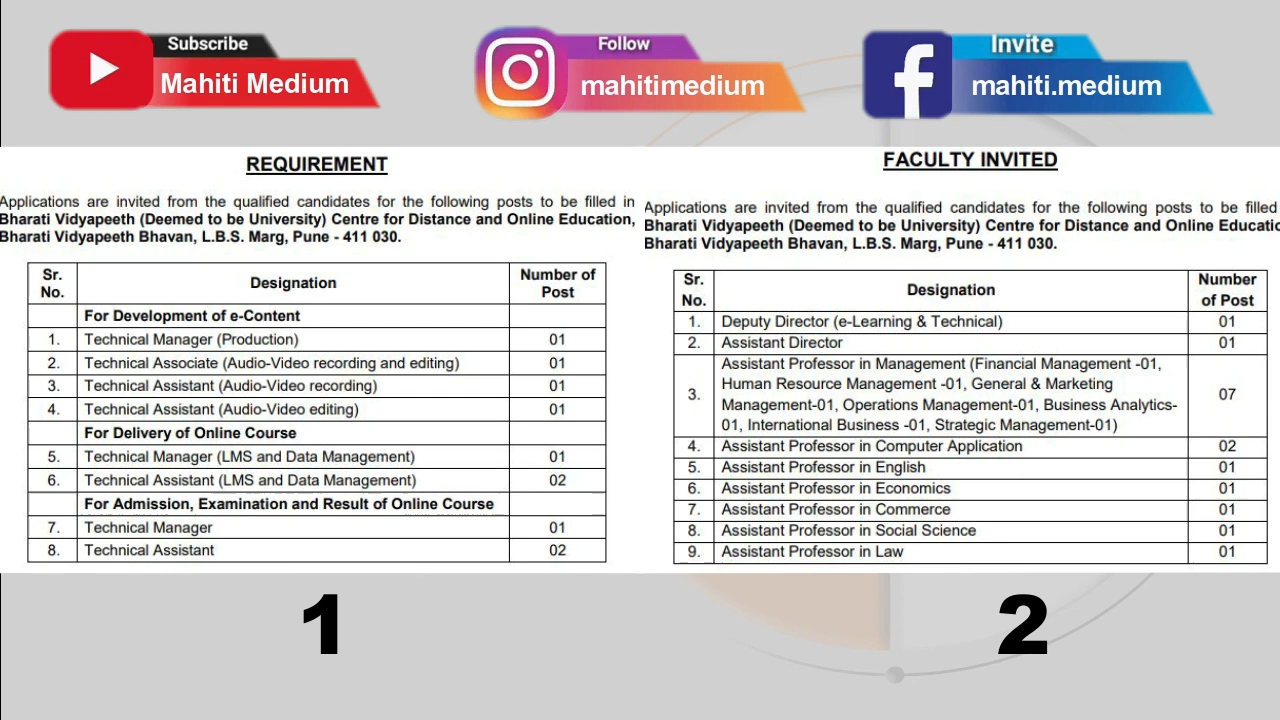 Subscribe
Mahiti Medium
Follow
mahitimedium
Invite
mahiti.medium
REQUIREMENT
Applications are invited from the qualified candidates for the following posts to be filled in
Bharati Vidyapeeth (Deemed to be University) Centre for Distance and Online Education,
Bharati Vidyapeeth Bhavan, L.B.S. Marg, Pune - 411 030.
Sr. No. Designation Number of Post
For Development of e-Content
1. Technical Manager (Production) 01
2. Technical Associate (Audio-Video recording and editing) 01
3. Technical Assistant (Audio-Video recording) 01
4. Technical Assistant (Audio-Video editing) 01
For Delivery of Online Course
5. Technical Manager (LMS and Data Management) 01
6. Technical Assistant (LMS and Data Management) 02
For Admission, Examination and Result of Online Course
7. Technical Manager 01
8. Technical Assistant 02
1
FACULTY INVITED
Applications are invited from the qualified candidates for the following posts to be filled
Bharati Vidyapeeth (Deemed to be University) Centre for Distance and Online Educatio
Bharati Vidyapeeth Bhavan, L.B.S. Marg, Pune - 411 030.
Sr. No. Designation Number of Post
1. Deputy Director (e-Learning & Technical) 01
2. Assistant Director 01
3. Assistant Professor in Management (Financial Management -01,
Human Resource Management -01, General & Marketing
Management-01, Operations Management-01, Business Analytics-
01, International Business -01, Strategic Management-01) 07
4. Assistant Professor in Computer Application 02
5. Assistant Professor in English 01
6. Assistant Professor in Economics 01
7. Assistant Professor in Commerce 01
8. Assistant Professor in Social Science 01
9. Assistant Professor in Law 01
2